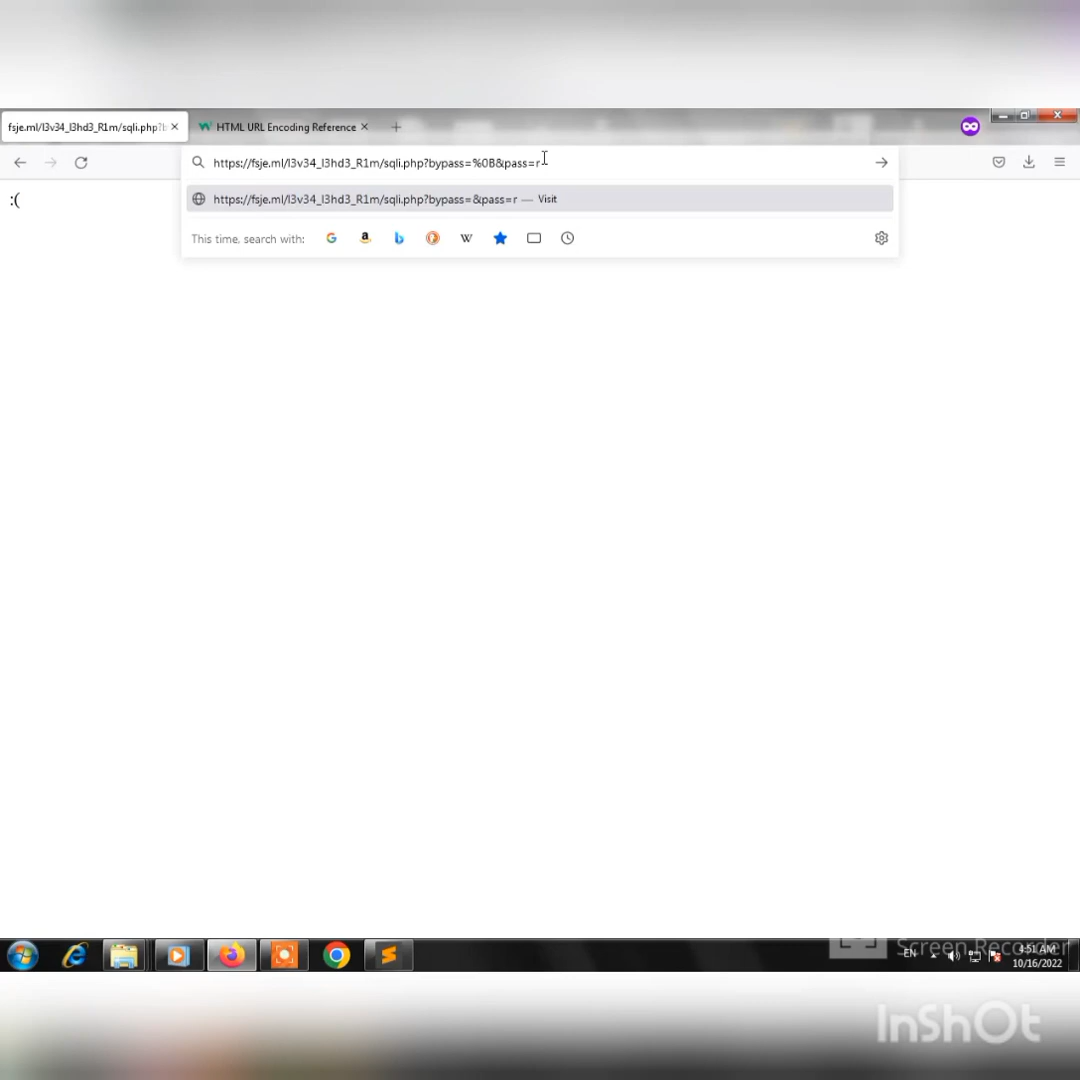 fsje.ml/l3v34_l3hd3_R1m/sqli.php?b
HTML URL Encoding Reference
https://fsje.ml/l3v34_l3hd3_R1m/sqli.php?bypass=%0B&pass=r
https://fsje.ml/l3v34_l3hd3_R1m/sqli.php?bypass=&pass=r — Visit
:(
This time, search with:
Screen Recorder
EN
4:51 AM
10/16/2022
InShOt